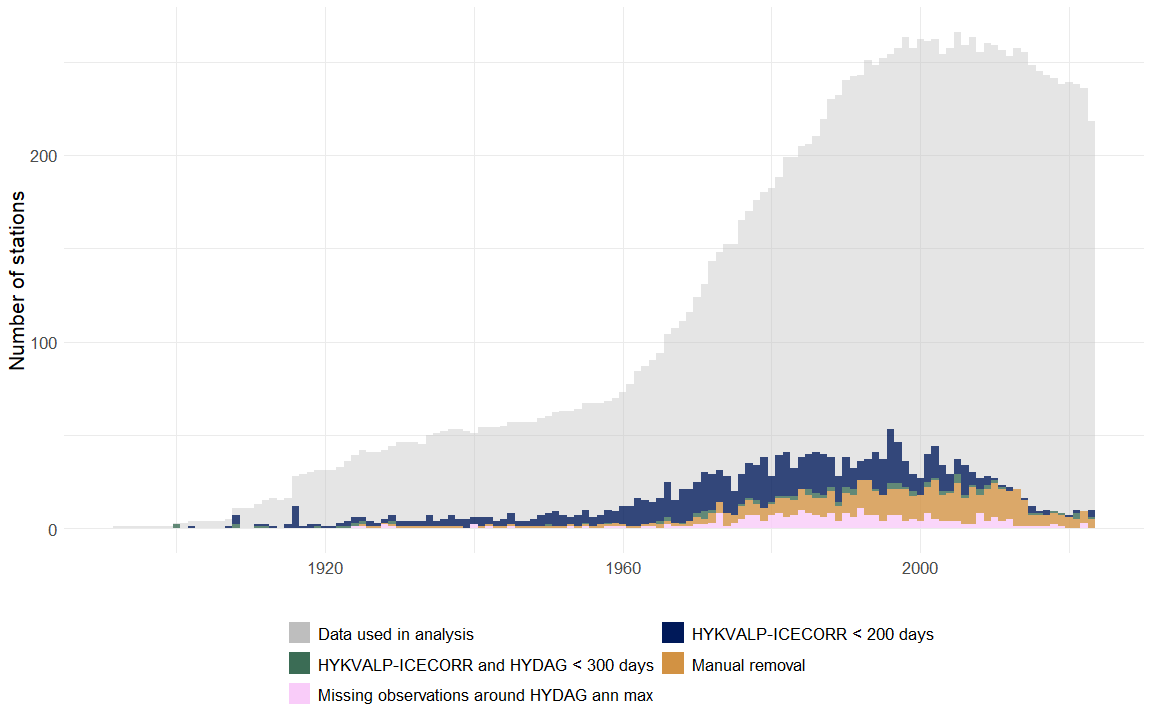 Number of stations
200
100
0
1920 1960 2000
Data used in analysis
HYKVALP-ICECORR < 200 days
HYKVALP-ICECORR and HYDAG < 300 days
Manual removal
Missing observations around HYDAG ann max